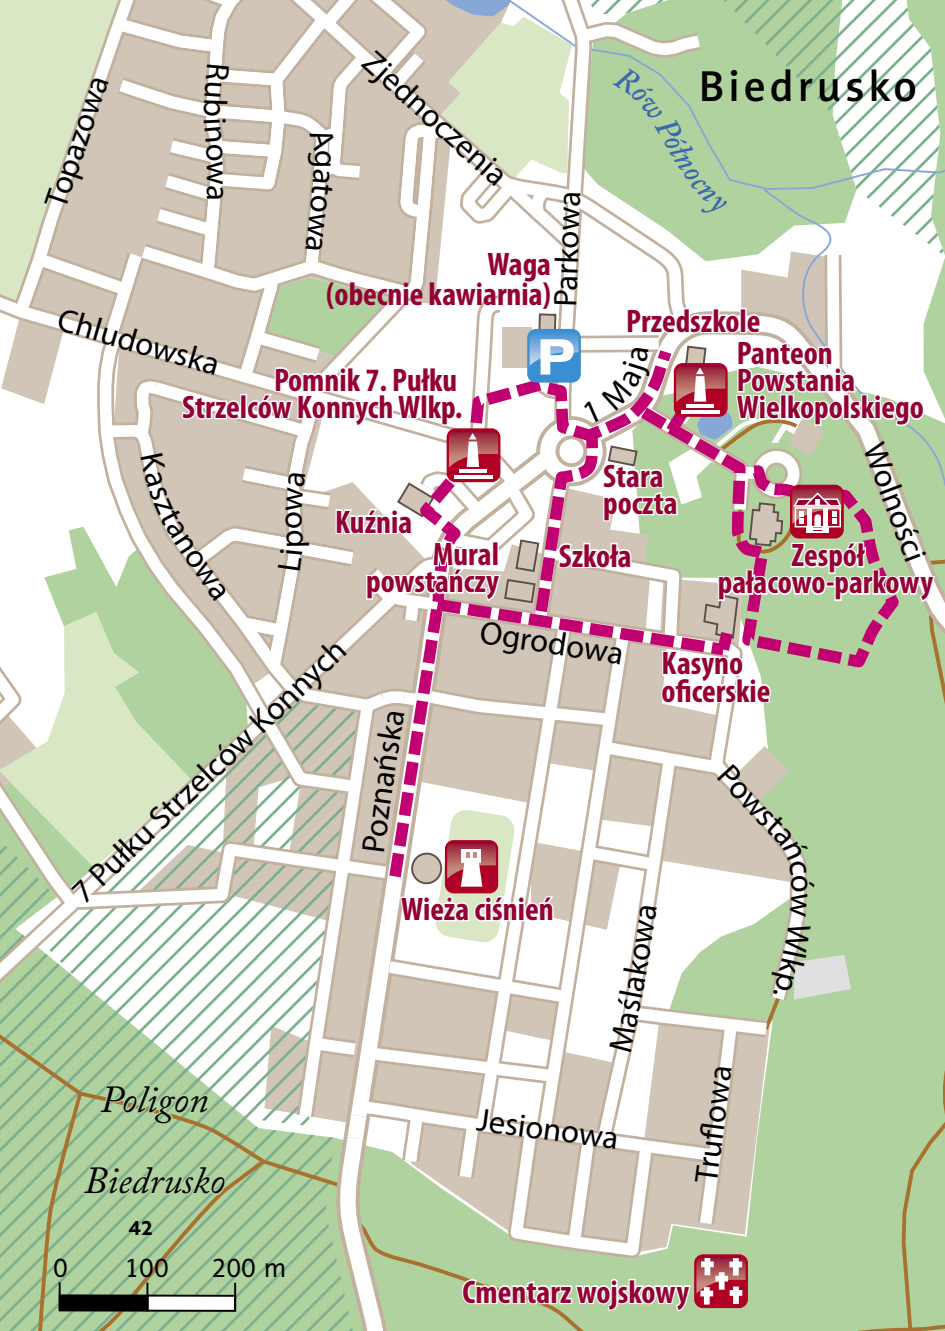 Biedrusko
Rów Północny
Zjednoczenia
Topazowa
Rubinowa
Agatowa
Parkowa
Waga
(obecnie kawiarnia)
P
Przedszkole
Chludowska
1 Maja
Panteon
Powstania
Wielkopolskiego
Pomnik 7. Pułku
Strzelców Konnych Wlkp.
Wolności
Kasztanowa
Lipowa
Stara
poczta
Kuźnia
Mural
powstańczy
Szkoła
Zespół
pałacowo-parkowy
Ogrodowa
Kasyno
oficerskie
7 Pułku Strzelców Konnych
Poznańska
Powstańców Wlkp.
Wieża ciśnień
Maślakowa
Truflowa
Jesionowa
Poligon
Biedrusko
42
0 100 200 m
Cmentarz wojskowy